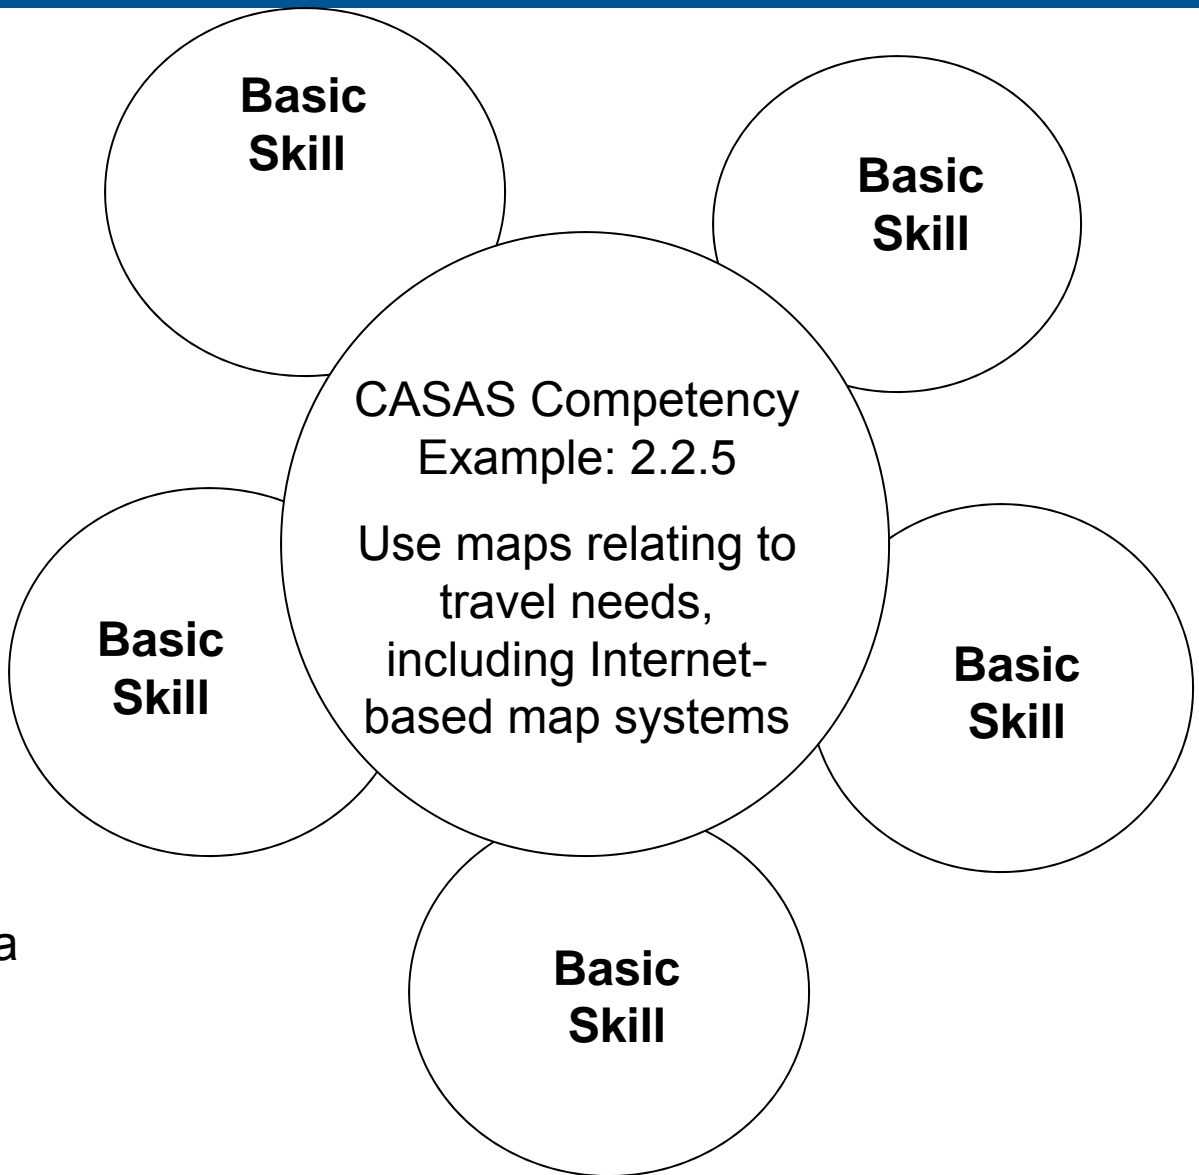 Basic
Skill
Basic
Skill
CASAS Competency
Example: 2.2.5
Use maps relating to
travel needs,
including Internet-
based map systems
Basic
Skill
Basic
Skill
a
Basic
Skill